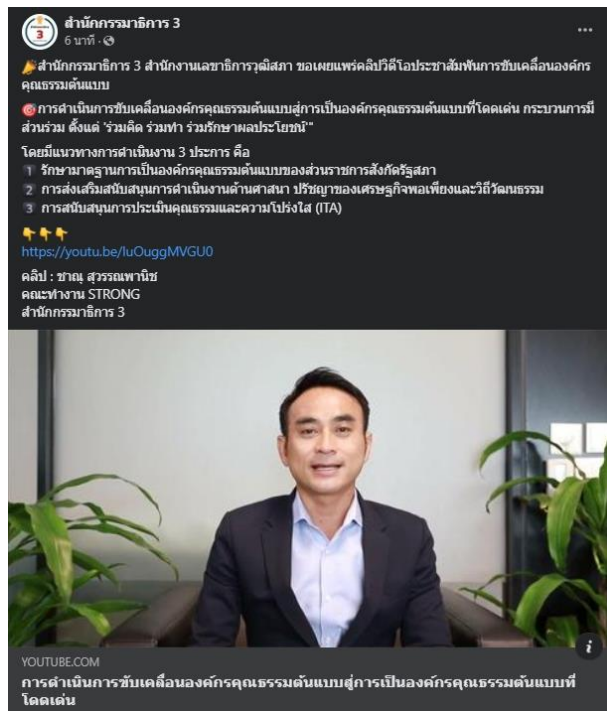 สำนักกรรมาธิการ 3
6 นาที ·
สำนักกรรมาธิการ 3 สำนักงานเลขาธิการวุฒิสภา ขอเผยแพร่คลิปวิดีโอประชาสัมพันการขับเคลื่อนองค์กร
คุณธรรมต้นแบบ
การดำเนินการขับเคลื่อนองค์กรคุณธรรมต้นแบบสู่การเป็นองค์กรคุณธรรมต้นแบบที่โดดเด่น กระบวนการมี
ส่วนร่วม ตั้งแต่ 'ร่วมคิด ร่วมทำ ร่วมรักษาผลประโยชน์'"
โดยมีแนวทางการดำเนินงาน 3 ประการ คือ
1 รักษามาตรฐานการเป็นองค์กรคุณธรรมต้นแบบของส่วนราชการสังกัดรัฐสภา
2 การส่งเสริมสนับสนุนการดำเนินงานด้านศาสนา ปรัชญาของเศรษฐกิจพอเพียงและวิถีวัฒนธรรม
3 การสนับสนุนการประเมินคุณธรรมและความโปร่งใส (ITA)
https://youtu.be/luOuggMVGU0
คลิป : ชาณุ สุวรรณพานิช
คณะทำงาน STRONG
สำนักกรรมาธิการ 3
YOUTUBE.COM
การดำเนินการขับเคลื่อนองค์กรคุณธรรมต้นแบบสู่การเป็นองค์กรคุณธรรมต้นแบบที่
โดดเด่น